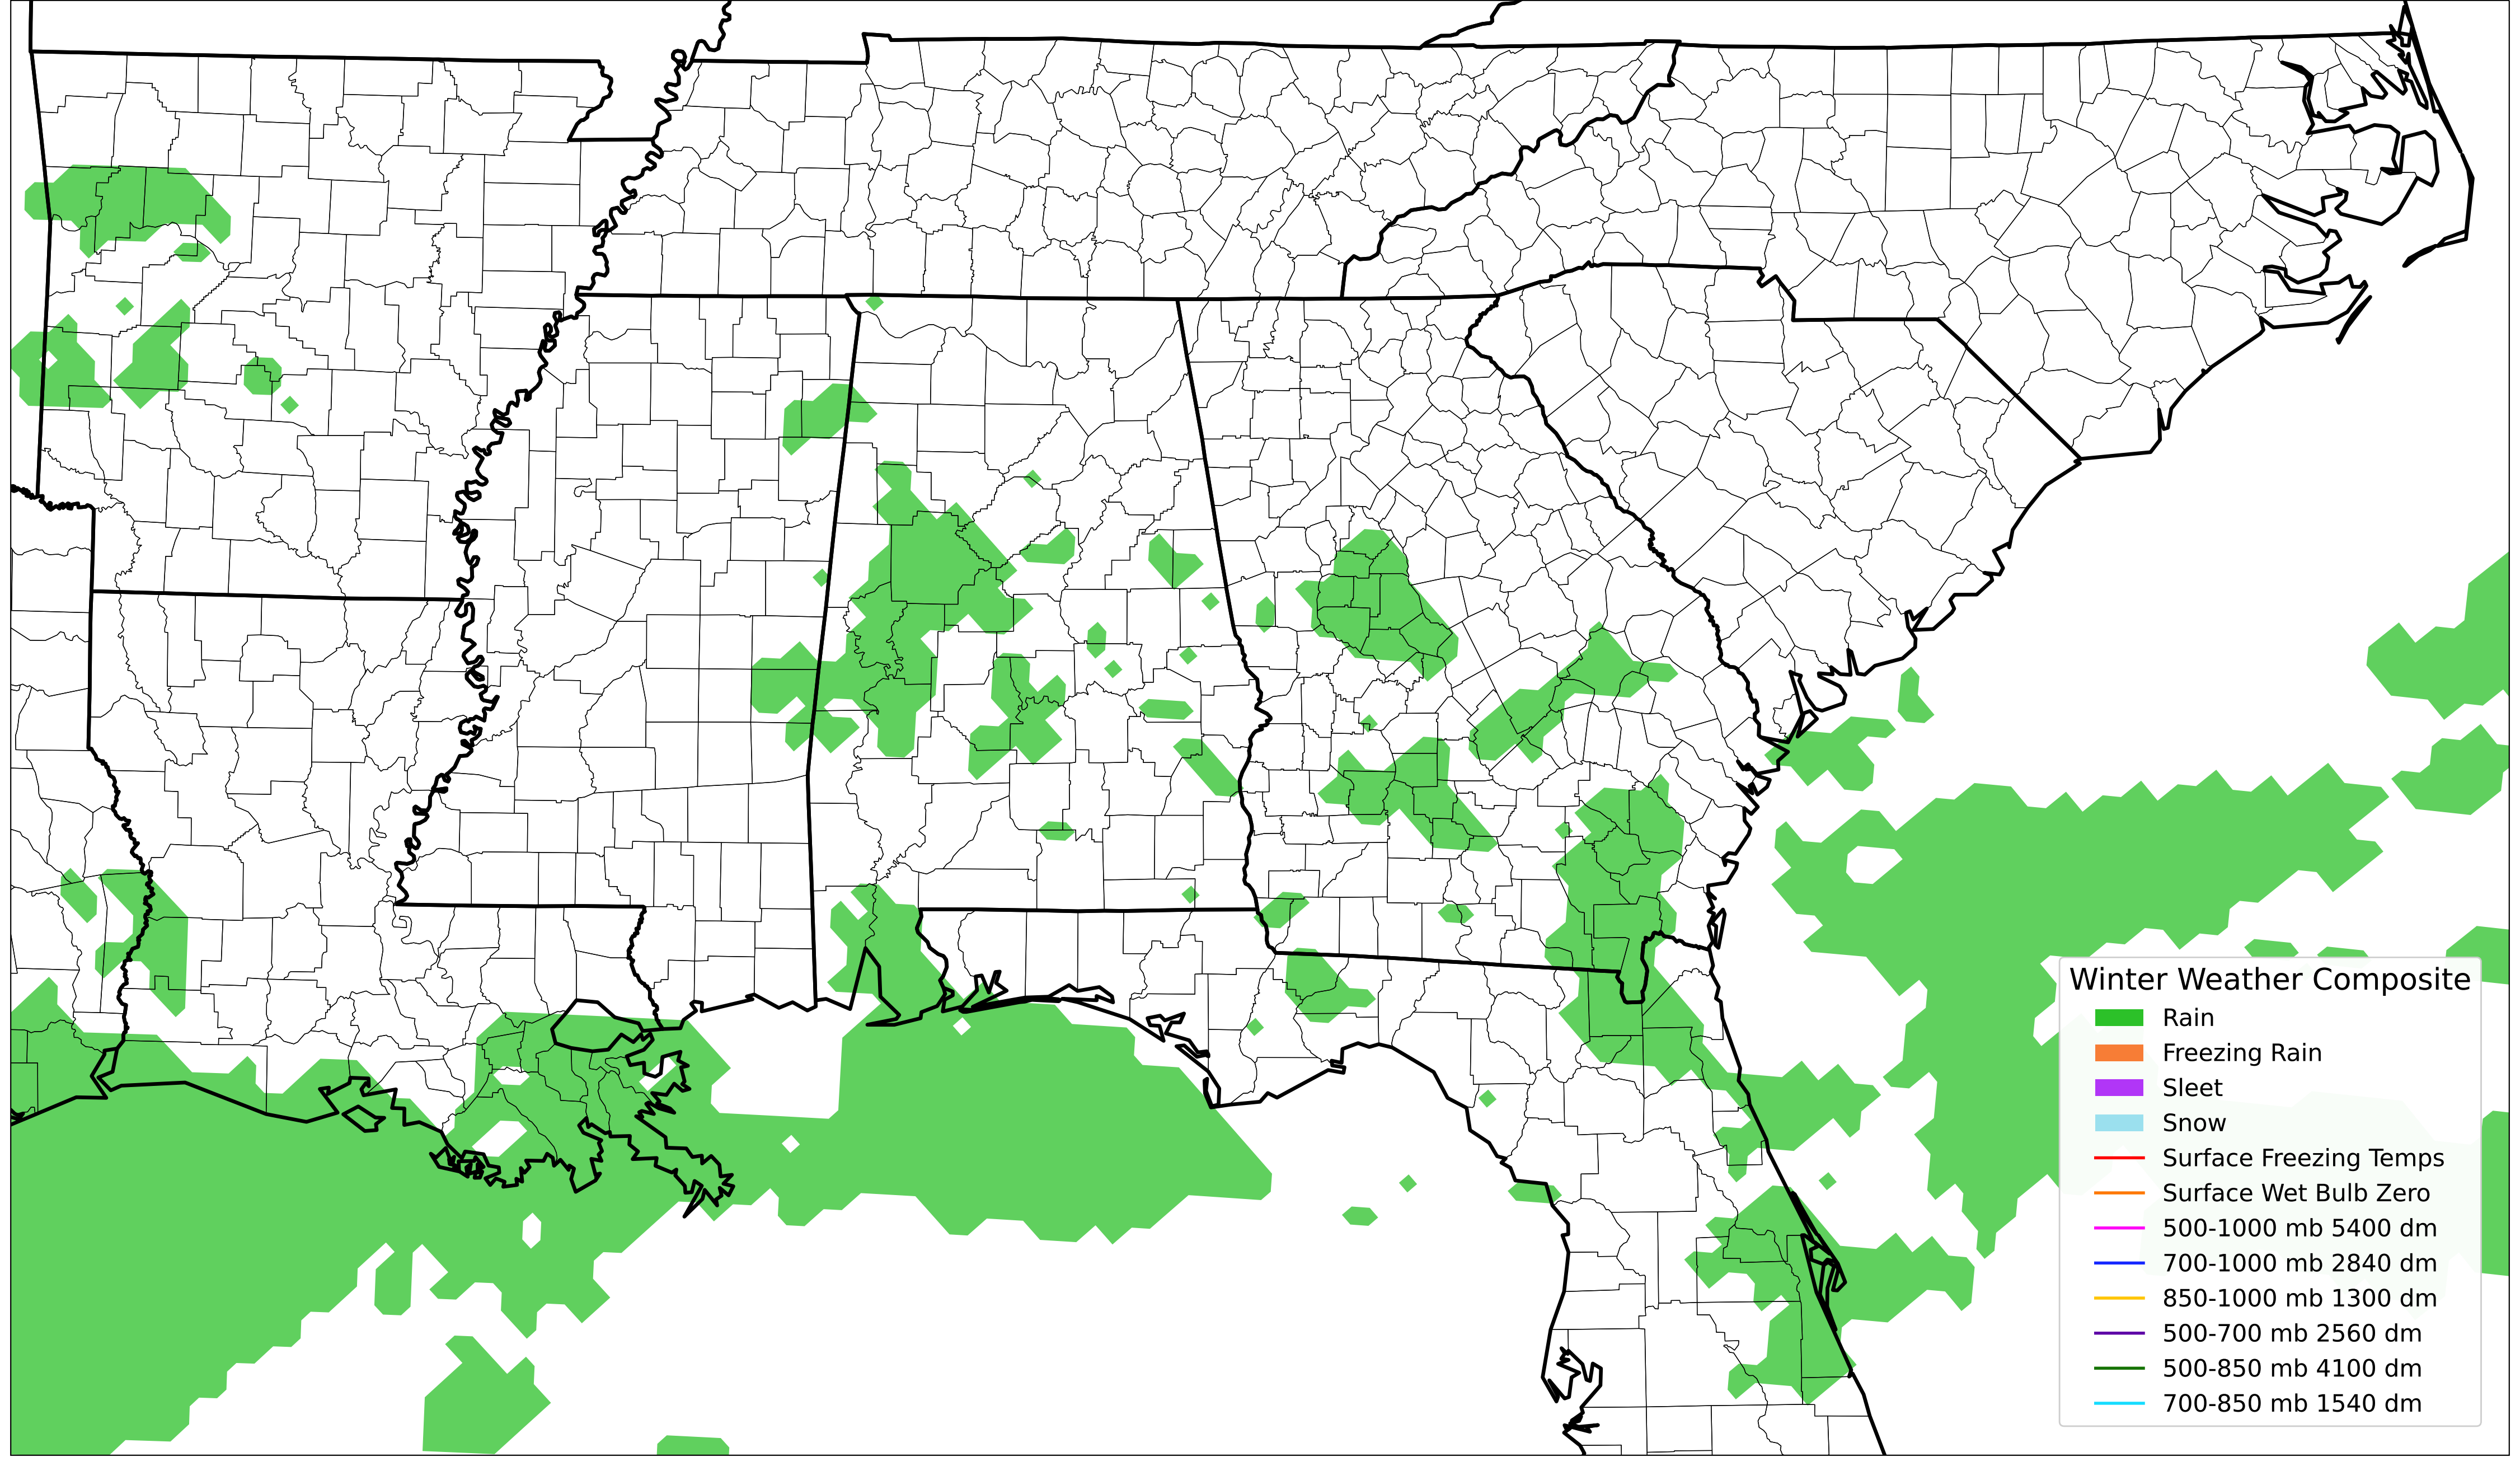 Winter Weather Composite
Rain
Freezing Rain
Sleet
Snow
Surface Freezing Temps
Surface Wet Bulb Zero
500-1000 mb 5400 dm
700-1000 mb 2840 dm
850-1000 mb 1300 dm
500-700 mb 2560 dm
500-850 mb 4100 dm
700-850 mb 1540 dm